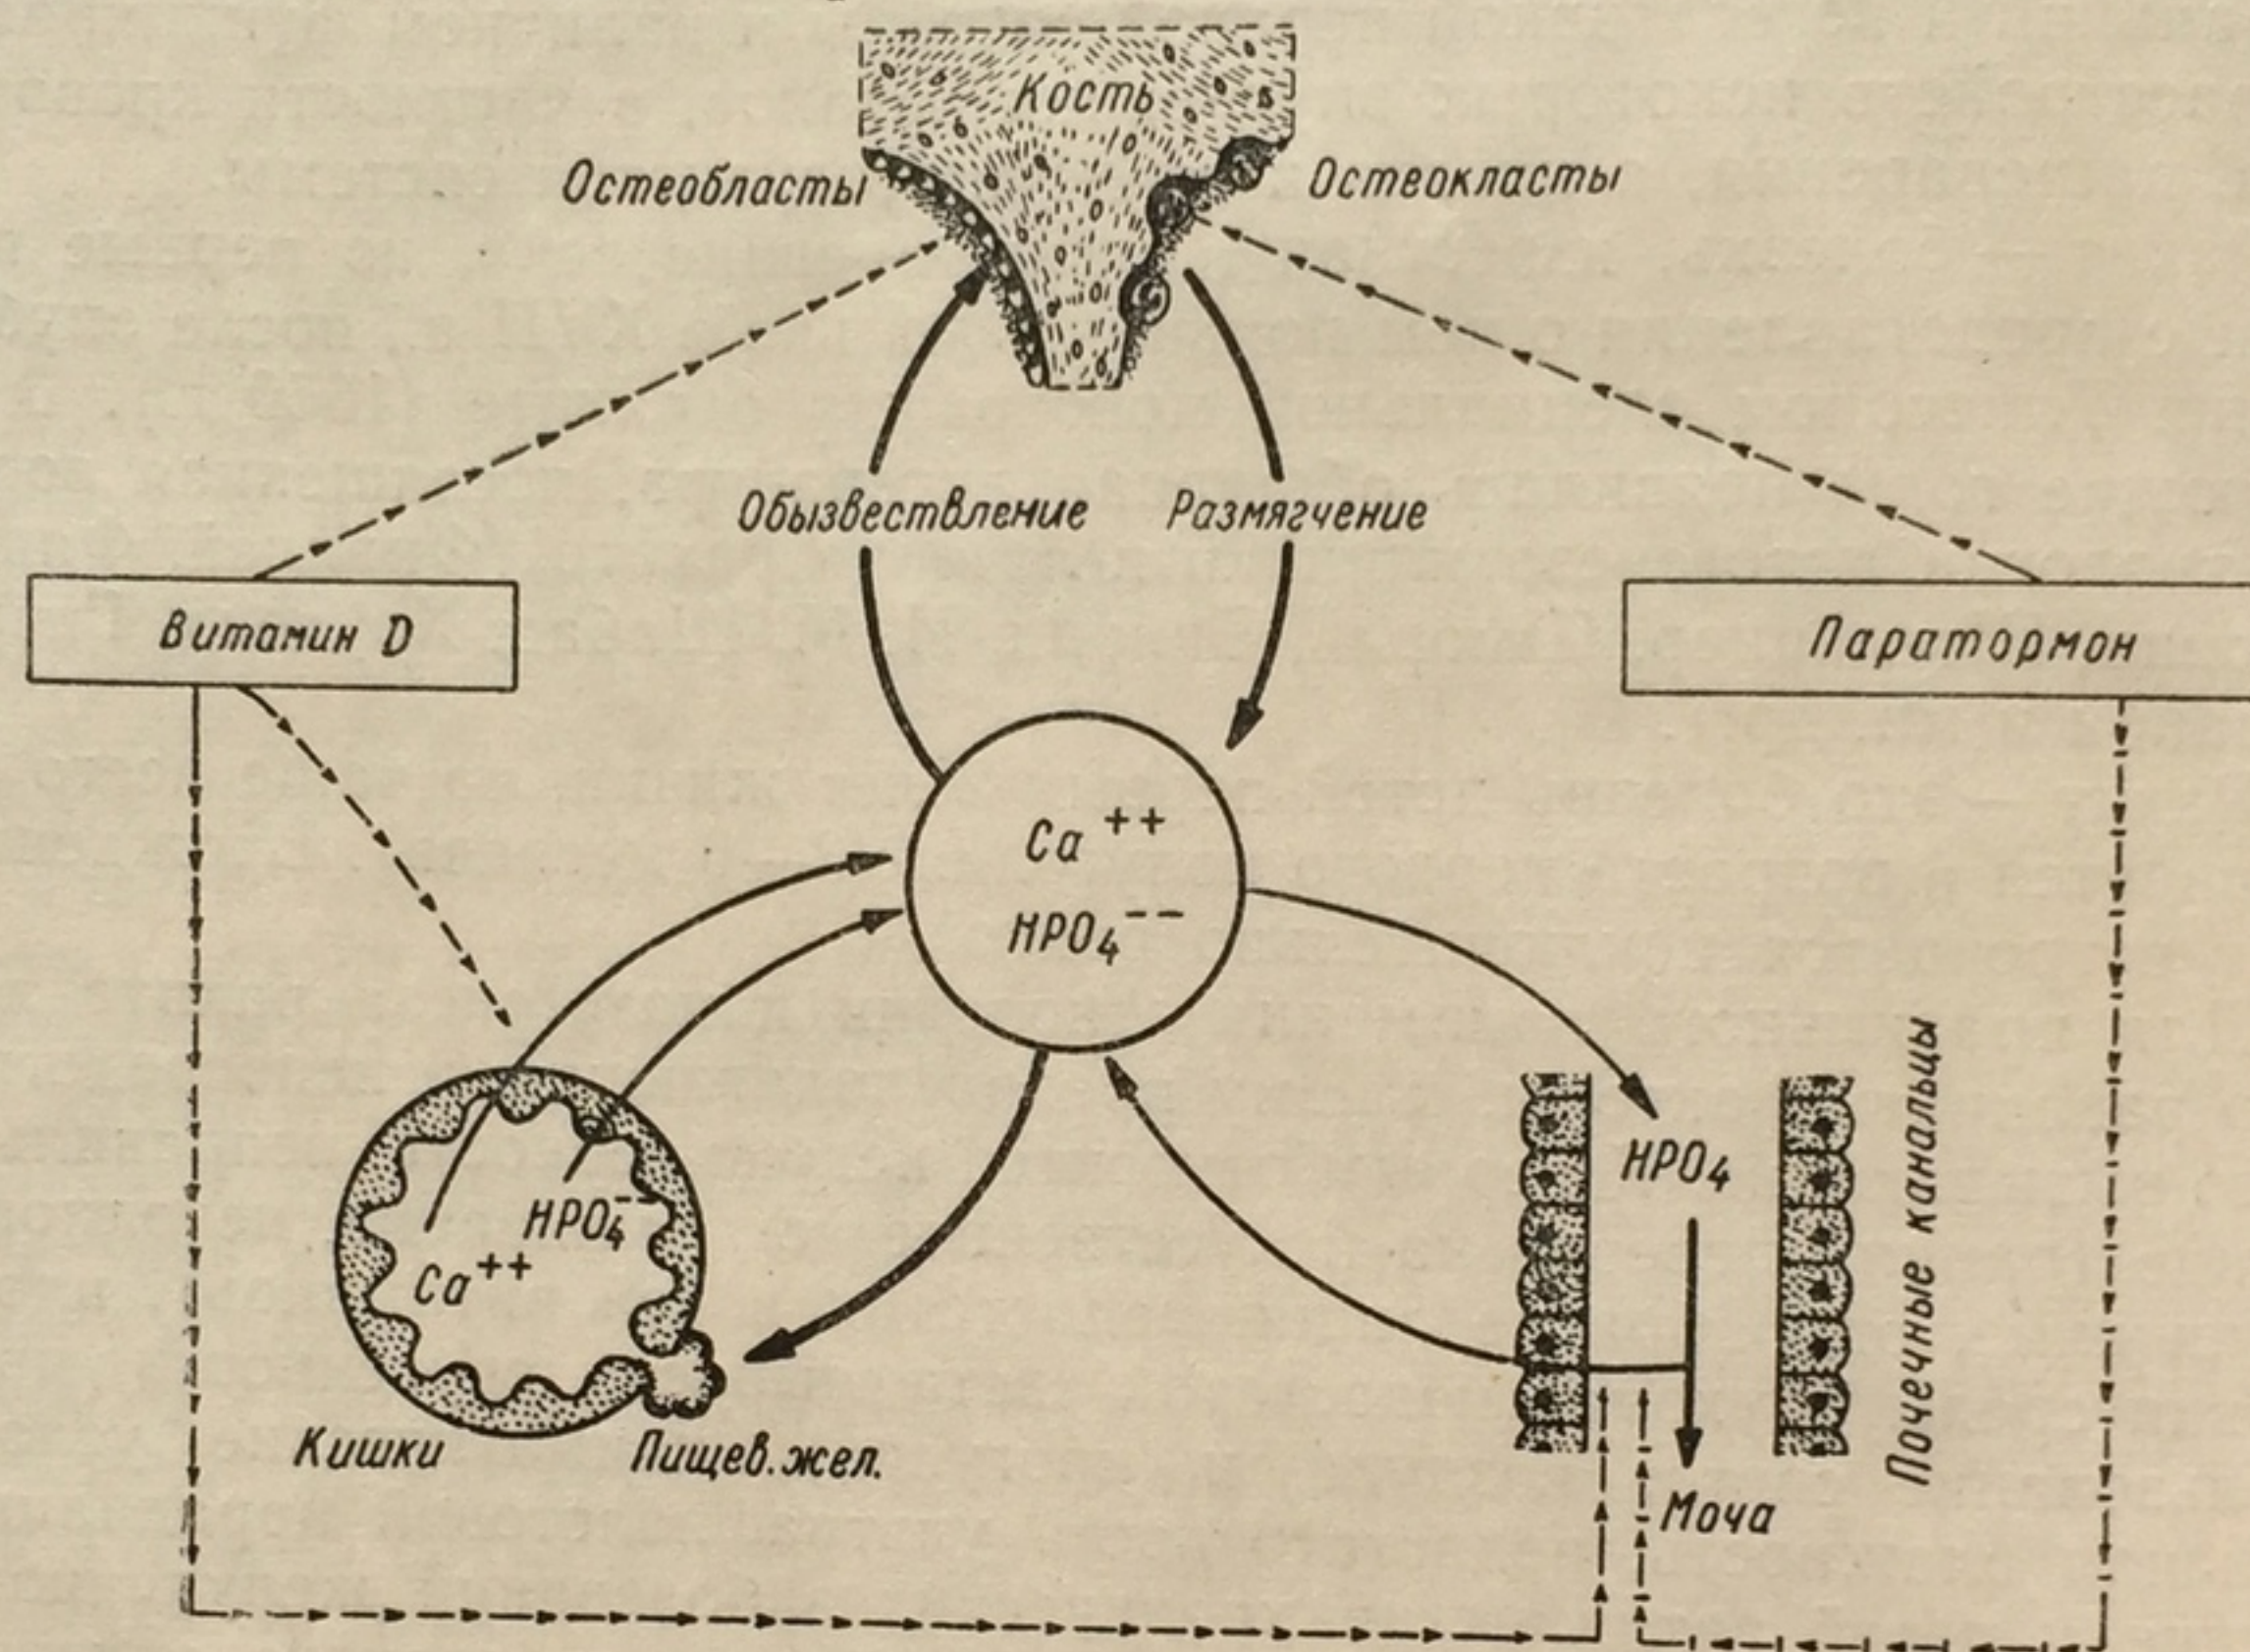 Кость
Остеобласты
Остеокласты
Обызвествление
Размягчение
Витамин D
Паратормон
Ca++
HPO4--
HPO4--
Ca++
HPO4
Почечные канальцы
Кишки
Пищев. жел.
Моча